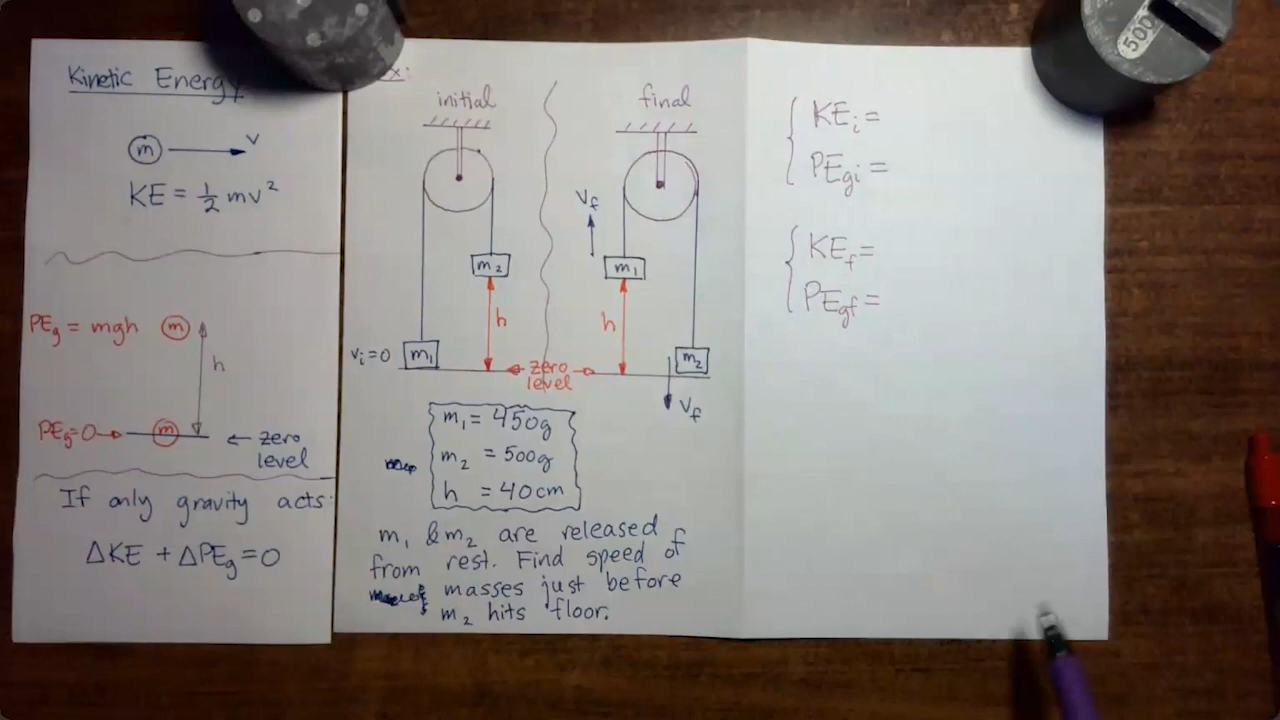 Kinetic Energy
m
v
KE = 1/2 mv²
PEg = mgh
m
h
PEg=0
m
zero
level
If only gravity acts:
ΔKE + ΔPEg = 0
x:
initial
final
m₂
h
m₁
vᵢ = 0
zero
level
Vf
m₁
h
m₂
Vf
m₁ = 450g
m₂ = 500g
h = 40cm
m₁ & m₂ are released
from rest. Find speed of
masses just before
m₂ hits floor.
KEᵢ =
PEgi =
KEf =
PEgf =
500